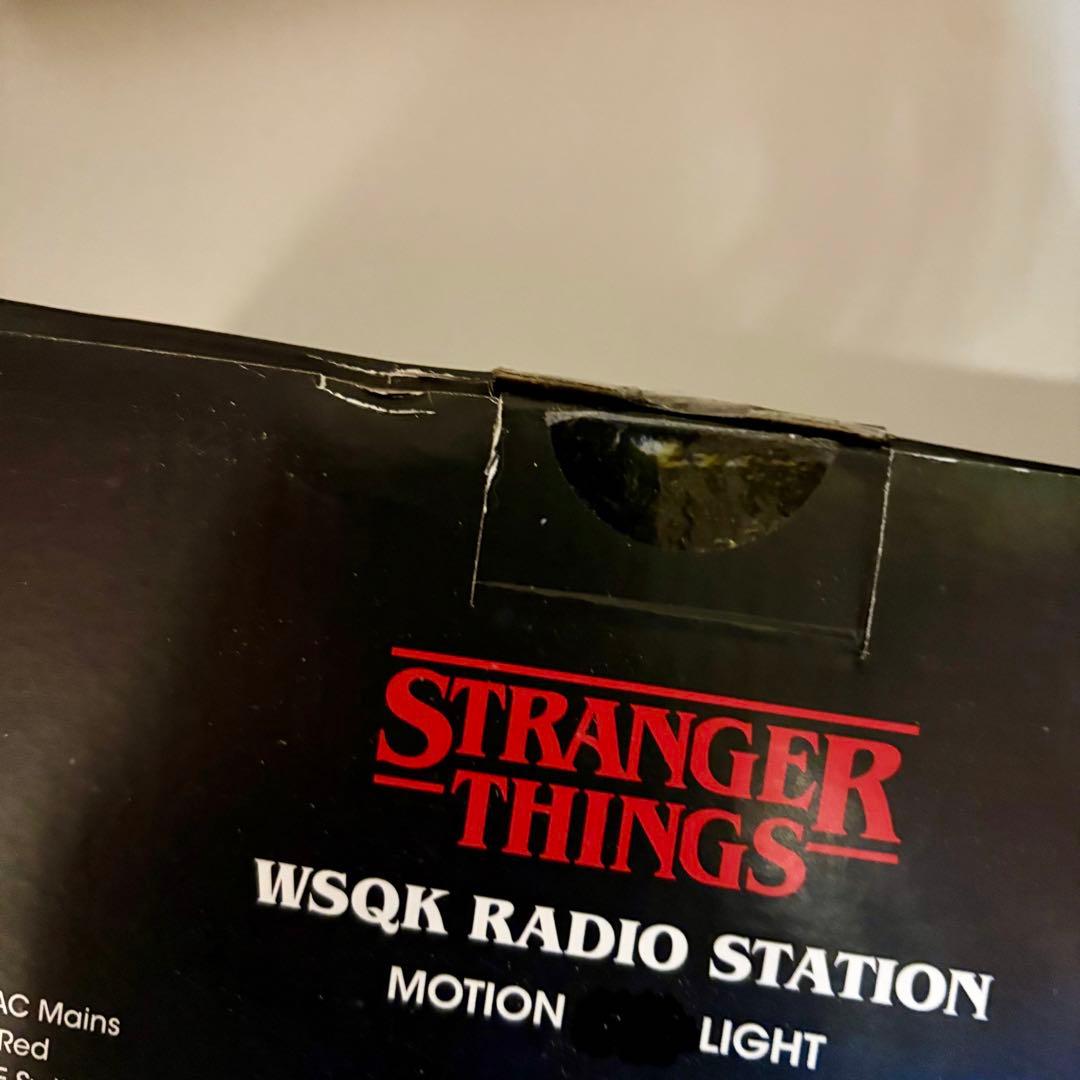 STRANGER
THINGS
WSQK RADIO STATION
MOTION LIGHT
AC Mains
Red